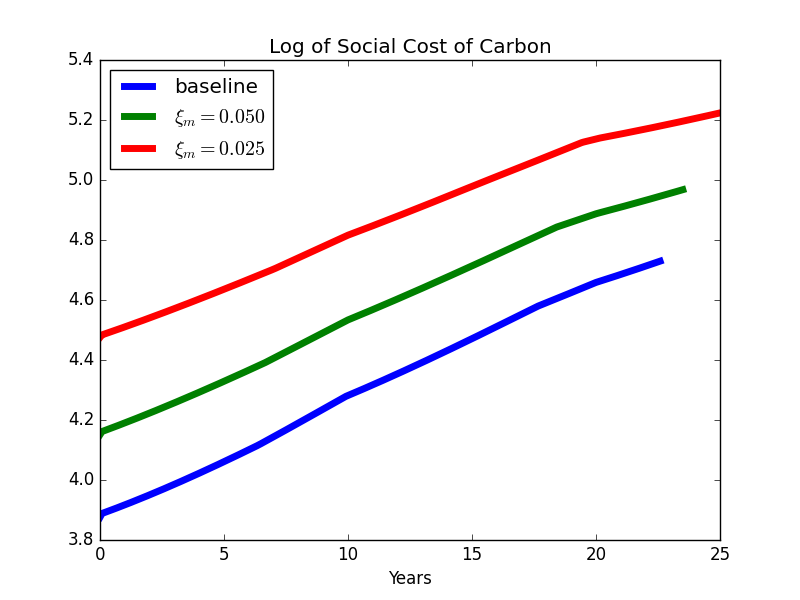 Log of Social Cost of Carbon
5.4
5.2
5.0
4.8
4.6
4.4
4.2
4.0
3.8
baseline
ξₘ = 0.050
ξₘ = 0.025
0 5 10 15 20 25
Years